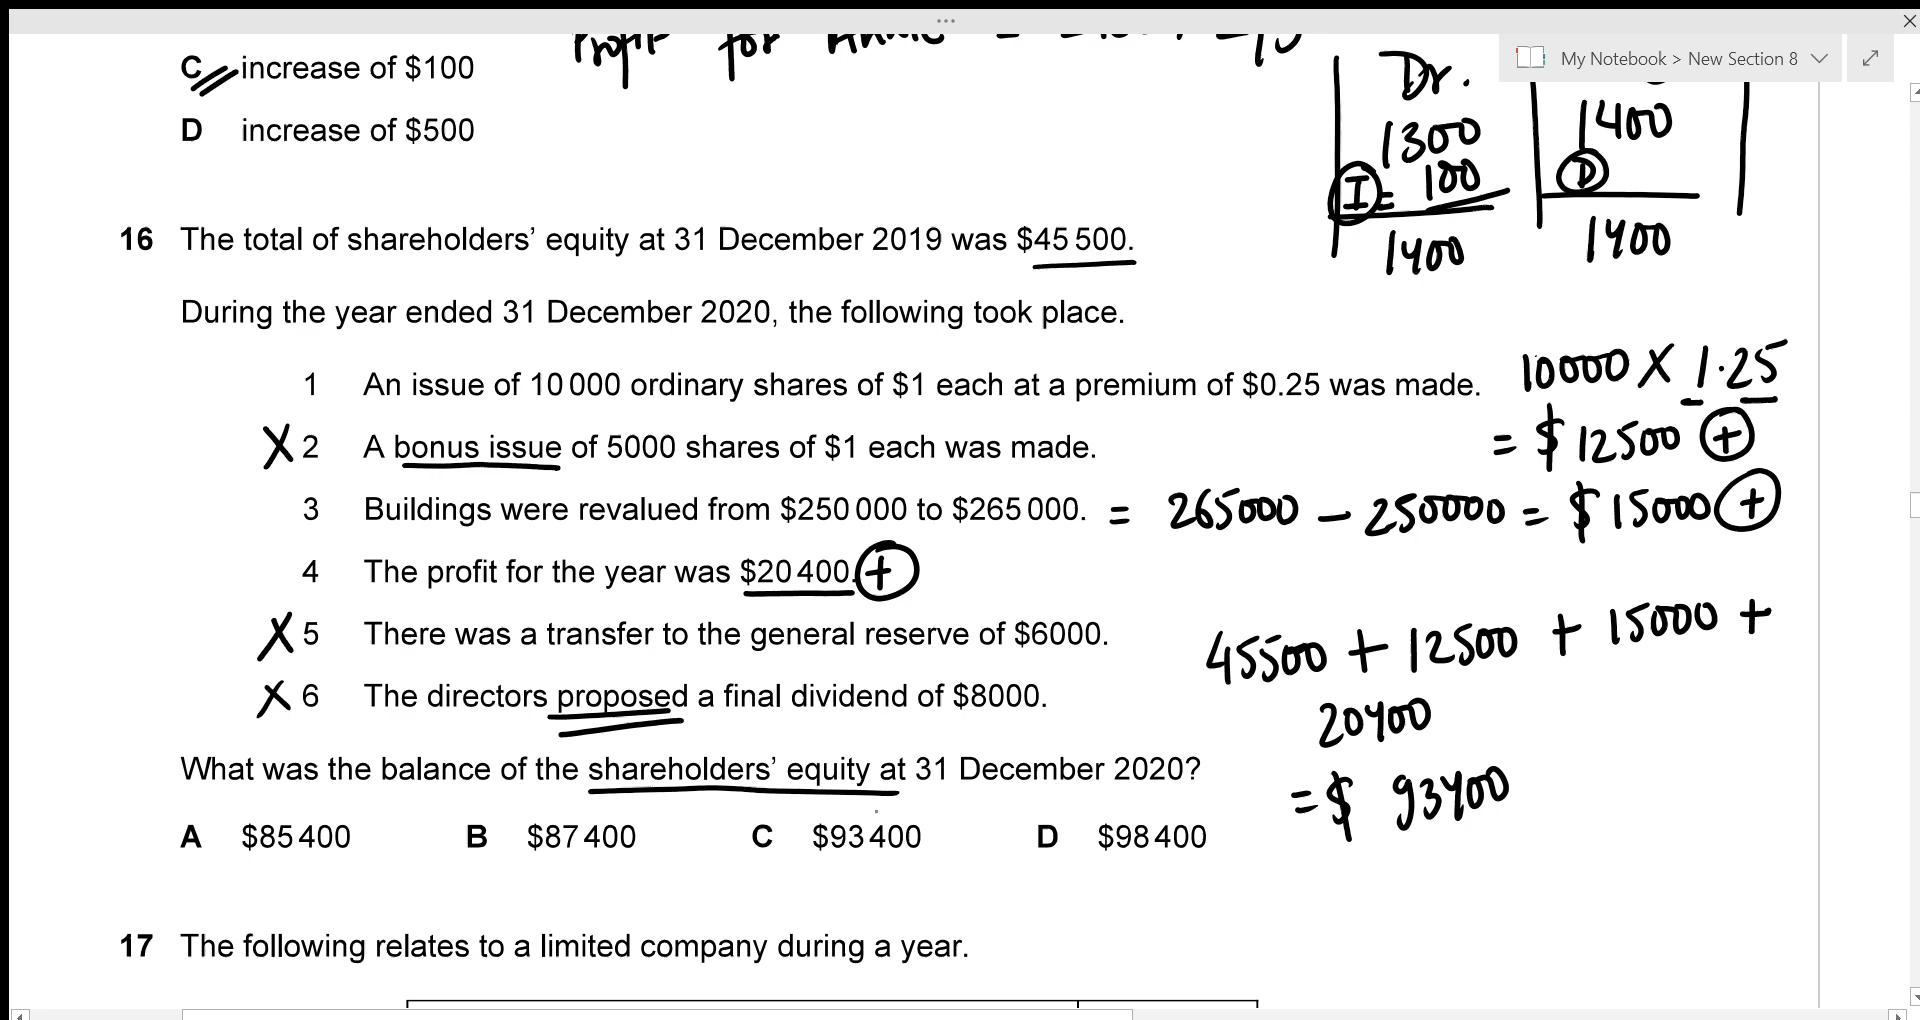 ...
Profit for
My Notebook > New Section 8
C increase of $100
D increase of $500
Dr.
1300
I = 100
1400
1400
D
1400
16 The total of shareholders’ equity at 31 December 2019 was $45 500.
During the year ended 31 December 2020, the following took place.
1 An issue of 10 000 ordinary shares of $1 each at a premium of $0.25 was made. 10000 X 1.25
= $ 12500 +
X 2 A bonus issue of 5000 shares of $1 each was made.
3 Buildings were revalued from $250 000 to $265 000. = 265000 - 250000 = $ 15000 +
4 The profit for the year was $20 400. +
X 5 There was a transfer to the general reserve of $6000.
X 6 The directors proposed a final dividend of $8000.
45500 + 12500 + 15000 +
20400
= $ 93400
What was the balance of the shareholders’ equity at 31 December 2020?
A $85 400 B $87 400 C $93 400 D $98 400
17 The following relates to a limited company during a year.